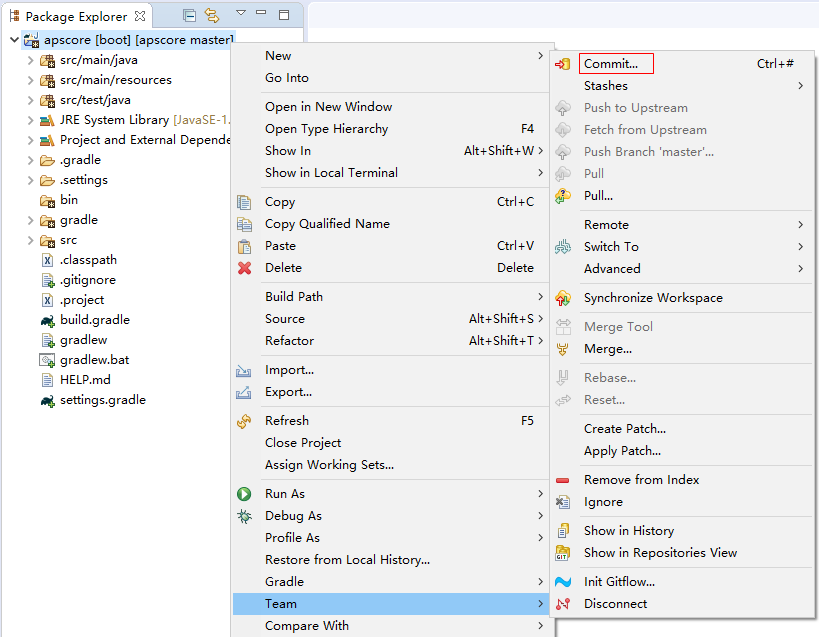 Package Explorer
apscore [boot] [apscore master]
src/main/java
src/main/resources
src/test/java
JRE System Library [JavaSE-1.
Project and External Depende
.gradle
.settings
bin
gradle
src
.classpath
.gitignore
.project
build.gradle
gradlew
gradlew.bat
HELP.md
settings.gradle
New
Go Into
Open in New Window
Open Type Hierarchy F4
Show In Alt+Shift+W
Show in Local Terminal
Copy Ctrl+C
Copy Qualified Name
Paste Ctrl+V
Delete Delete
Build Path
Source Alt+Shift+S
Refactor Alt+Shift+T
Import...
Export...
Refresh F5
Close Project
Assign Working Sets...
Run As
Debug As
Profile As
Restore from Local History...
Gradle
Team
Compare With
Commit... Ctrl+#
Stashes
Push to Upstream
Fetch from Upstream
Push Branch 'master'...
Pull
Pull...
Remote
Switch To
Advanced
Synchronize Workspace
Merge Tool
Merge...
Rebase...
Reset...
Create Patch...
Apply Patch...
Remove from Index
Ignore
Show in History
Show in Repositories View
Init Gitflow...
Disconnect